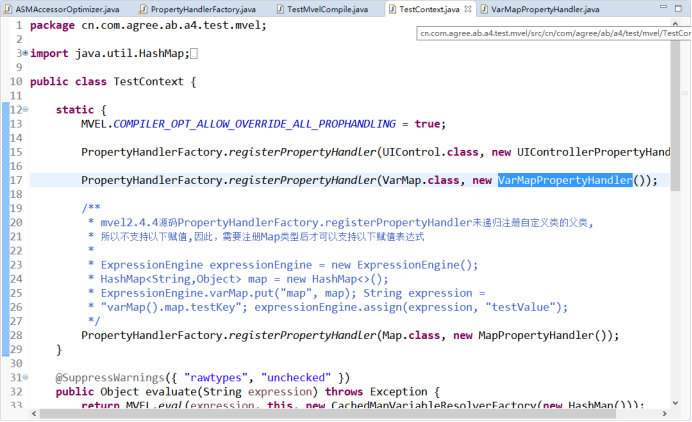 ASMAccessorOptimizer.java PropertyHandlerFactory.java TestMvelCompile.java TestContext.java VarMapPropertyHandler.java
cn.com.agree.ab.a4.test.mvel/src/cn/com/agree/ab/a4/test/mvel/TestCon
1 package cn.com.agree.ab.a4.test.mvel;
2
3 import java.util.HashMap;
9
10 public class TestContext {
11
12 static {
13 MVEL.COMPILER_OPT_ALLOW_OVERRIDE_ALL_PROPHANDLING = true;
14
15 PropertyHandlerFactory.registerPropertyHandler(UIControl.class, new UIControllerPropertyHand
16
17 PropertyHandlerFactory.registerPropertyHandler(VarMap.class, new VarMapPropertyHandler());
18
19 /**
20 * mvel2.4.4源码PropertyHandlerFactory.registerPropertyHandler未递归注册自定义类的父类,
21 * 所以不支持以下赋值,因此，需要注册Map类型后才可以支持以下赋值表达式
22 *
23 * ExpressionEngine expressionEngine = new ExpressionEngine();
24 * HashMap<String,Object> map = new HashMap<>();
25 * ExpressionEngine.varMap.put("map", map); String expression =
26 * "varMap().map.testKey"; expressionEngine.assign(expression, "testValue");
27 */
28 PropertyHandlerFactory.registerPropertyHandler(Map.class, new MapPropertyHandler());
29 }
30
31 @SuppressWarnings({ "rawtypes", "unchecked" })
32 public Object evaluate(String expression) throws Exception {
33 return MVEL.eval(expression, this, new CachedMapVariableResolverFactory(new HashMap()));